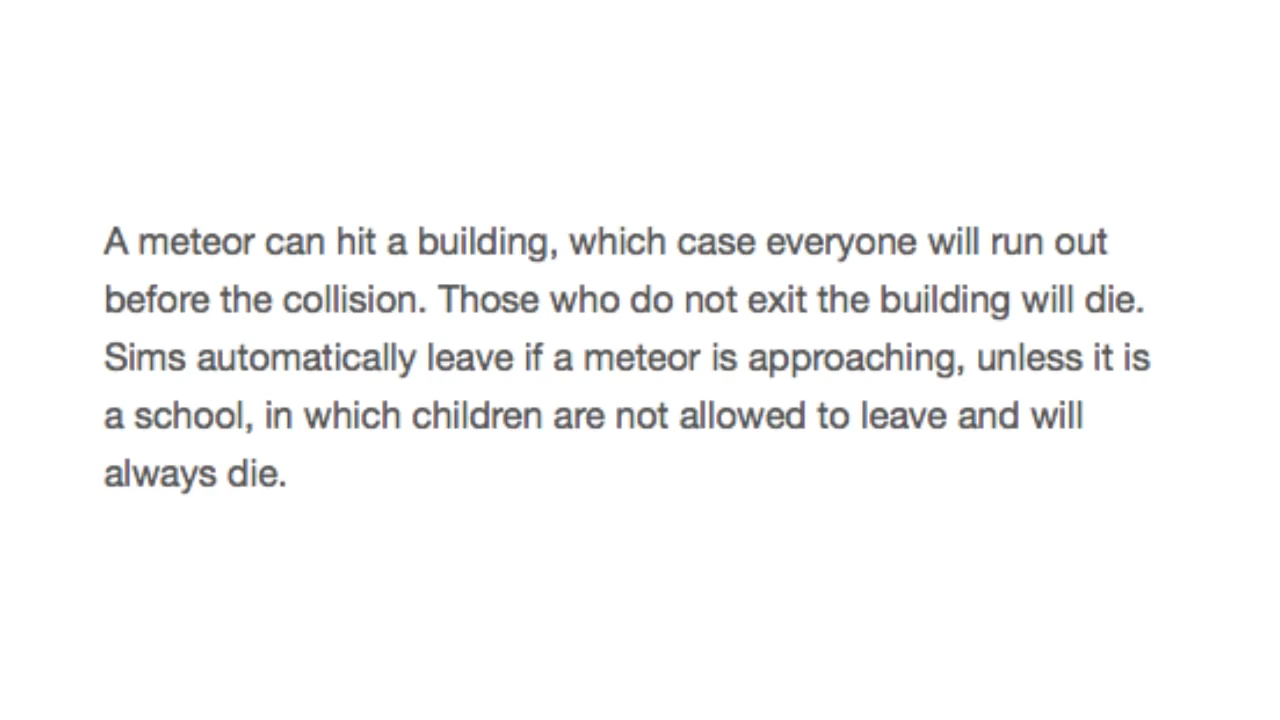 A meteor can hit a building, which case everyone will run out
before the collision. Those who do not exit the building will die.
Sims automatically leave if a meteor is approaching, unless it is
a school, in which children are not allowed to leave and will
always die.